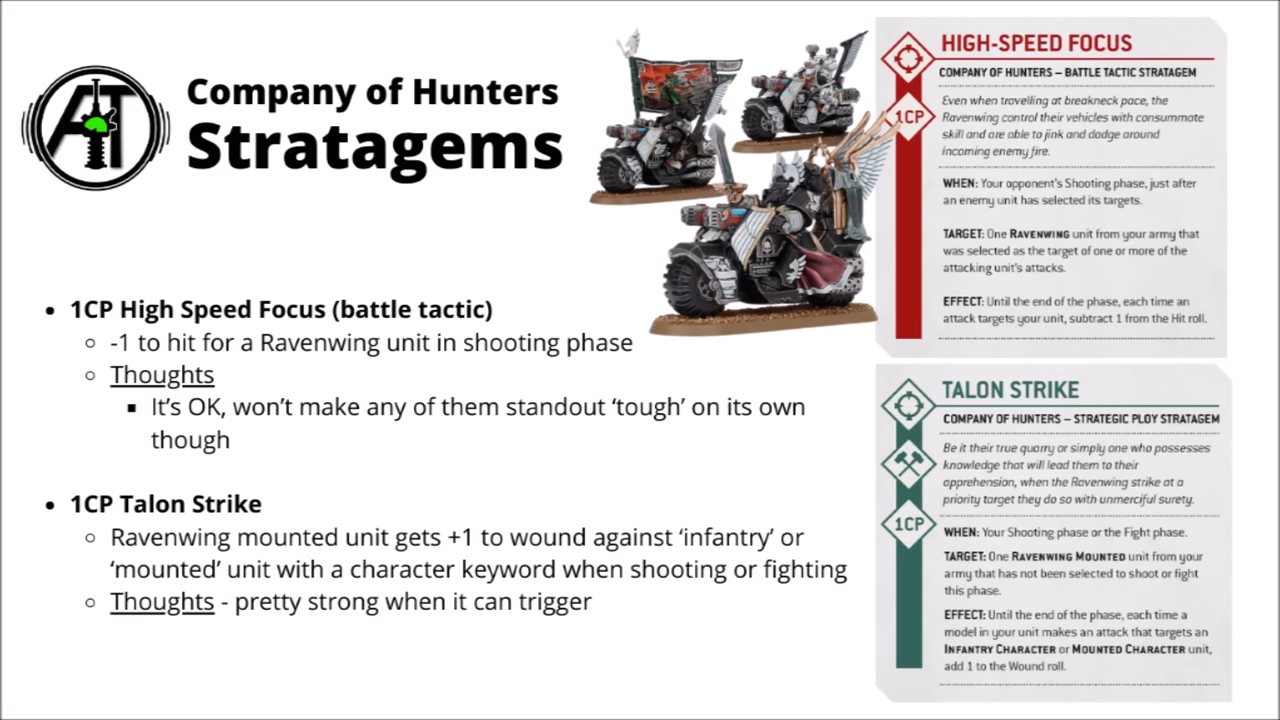 AT
Company of Hunters
Stratagems
• 1CP High Speed Focus (battle tactic)
◦ -1 to hit for a Ravenwing unit in shooting phase
◦ Thoughts
▪ It's OK, won't make any of them standout 'tough' on its own
though
• 1CP Talon Strike
◦ Ravenwing mounted unit gets +1 to wound against 'infantry' or
'mounted' unit with a character keyword when shooting or fighting
◦ Thoughts - pretty strong when it can trigger
HIGH-SPEED FOCUS
COMPANY OF HUNTERS – BATTLE TACTIC STRATAGEM
1CP
Even when travelling at breakneck pace, the
Ravenwing control their vehicles with consummate
skill and are able to jink and dodge around
incoming enemy fire.
WHEN: Your opponent's Shooting phase, just after
an enemy unit has selected its targets.
TARGET: One RAVENWING unit from your army that
was selected as the target of one or more of the
attacking unit's attacks.
EFFECT: Until the end of the phase, each time an
attack targets your unit, subtract 1 from the Hit roll.
TALON STRIKE
COMPANY OF HUNTERS – STRATEGIC PLOY STRATAGEM
1CP
Be it their true quarry or simply one who possesses
knowledge that will lead them to their
apprehension, when the Ravenwing strike at a
priority target they do so with unmerciful surety.
WHEN: Your Shooting phase or the Fight phase.
TARGET: One RAVENWING MOUNTED unit from your
army that has not been selected to shoot or fight
this phase.
EFFECT: Until the end of the phase, each time a
model in your unit makes an attack that targets an
INFANTRY CHARACTER or MOUNTED CHARACTER unit,
add 1 to the Wound roll.